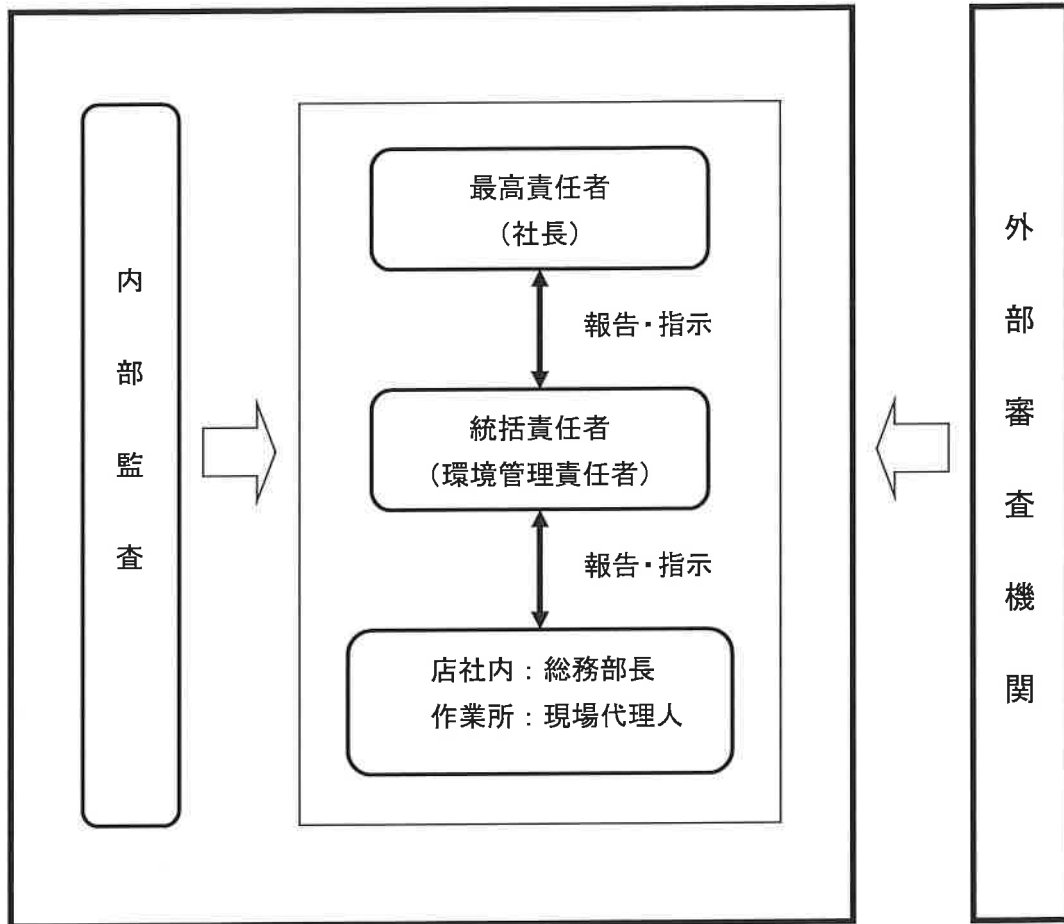 内部監査
最高責任者
（社長）
報告・指示
統括責任者
（環境管理責任者）
報告・指示
店社内：総務部長
作業所：現場代理人
外部審査機関